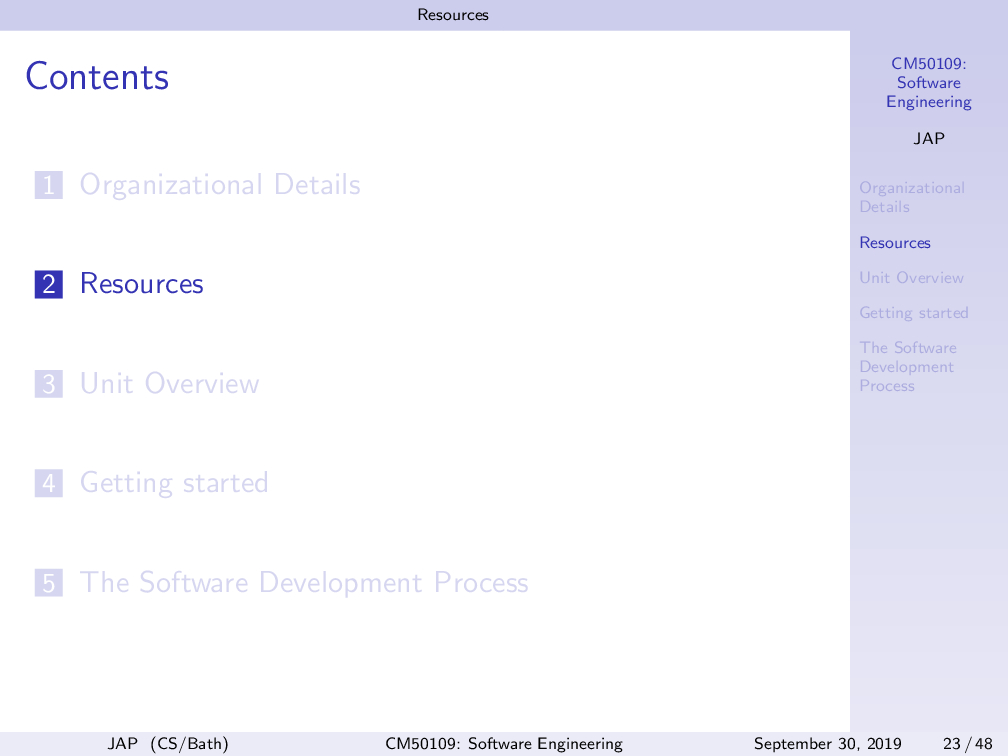 Resources
Contents
1 Organizational Details
2 Resources
3 Unit Overview
4 Getting started
5 The Software Development Process
CM50109:
Software
Engineering
JAP
Organizational
Details
Resources
Unit Overview
Getting started
The Software
Development
Process
JAP (CS/Bath) CM50109: Software Engineering September 30, 2019 23 / 48